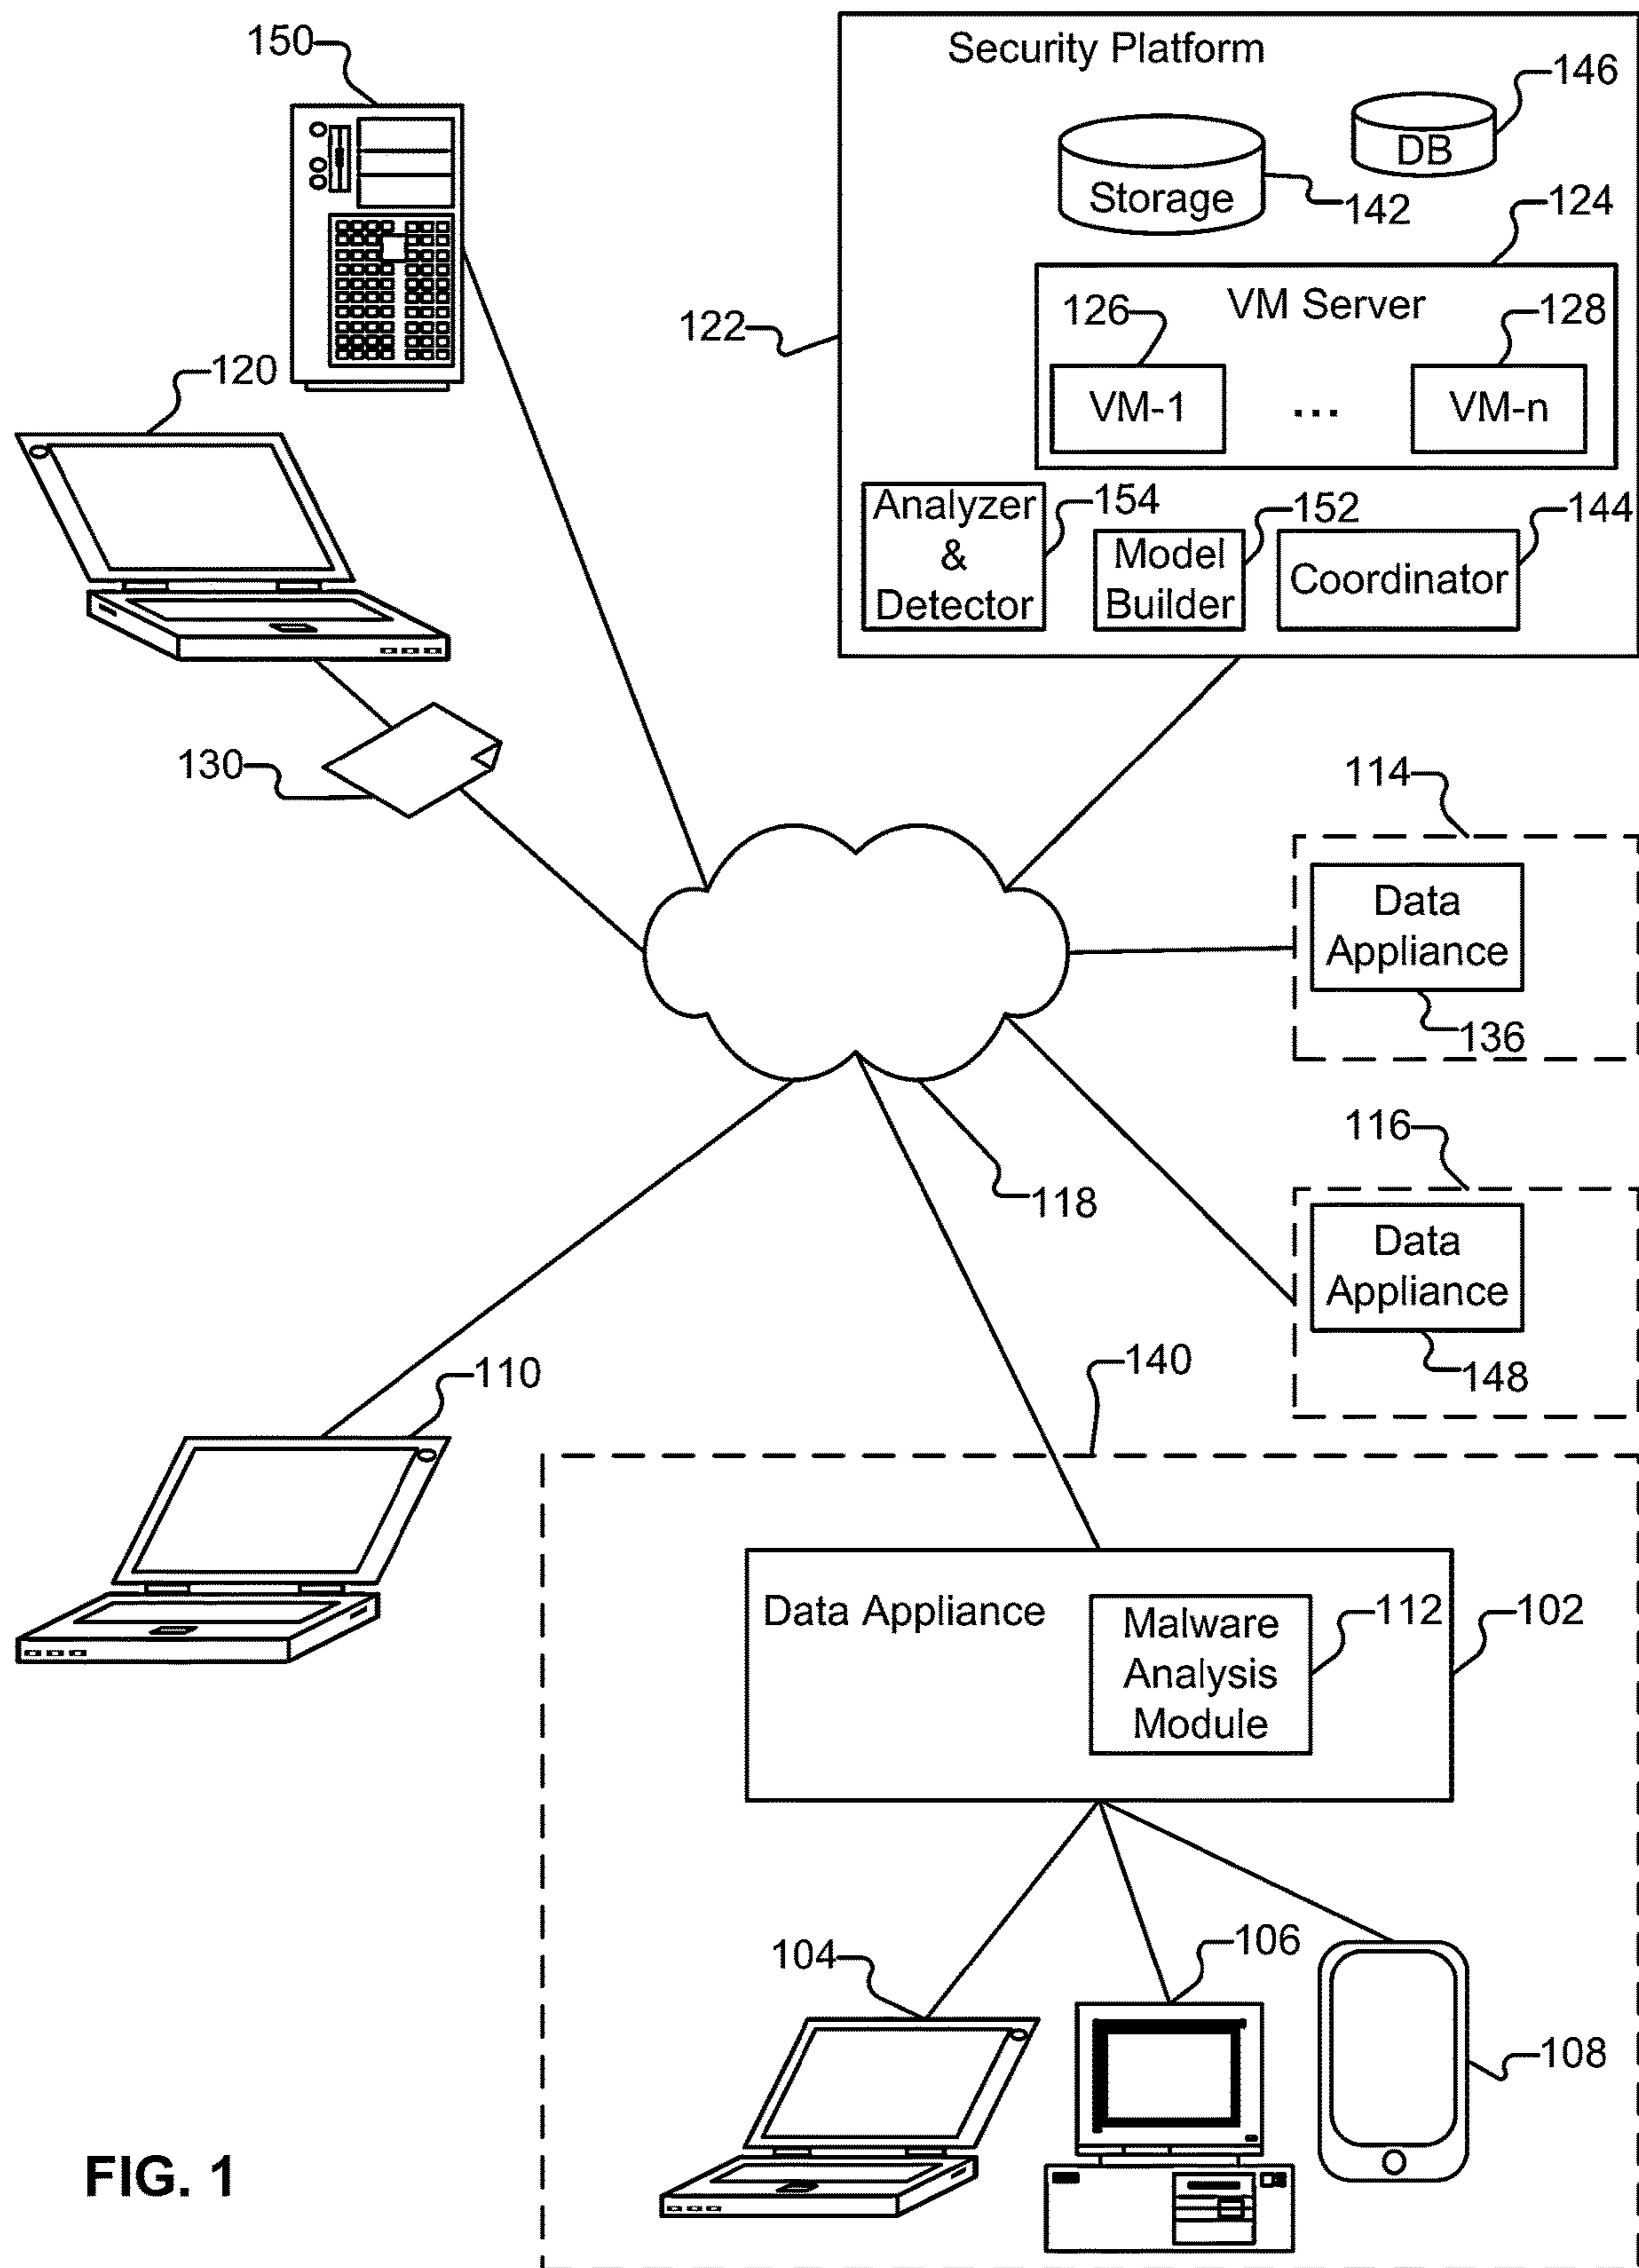 150
Security Platform
146
DB
Storage
142
124
120
122
126
VM Server
128
VM-1
...
VM-n
Analyzer
&
Detector
154
Model
Builder
152
Coordinator
144
130
114
Data
Appliance
136
118
116
Data
Appliance
148
110
140
Data Appliance
Malware
Analysis
Module
112
102
104
106
108
FIG. 1